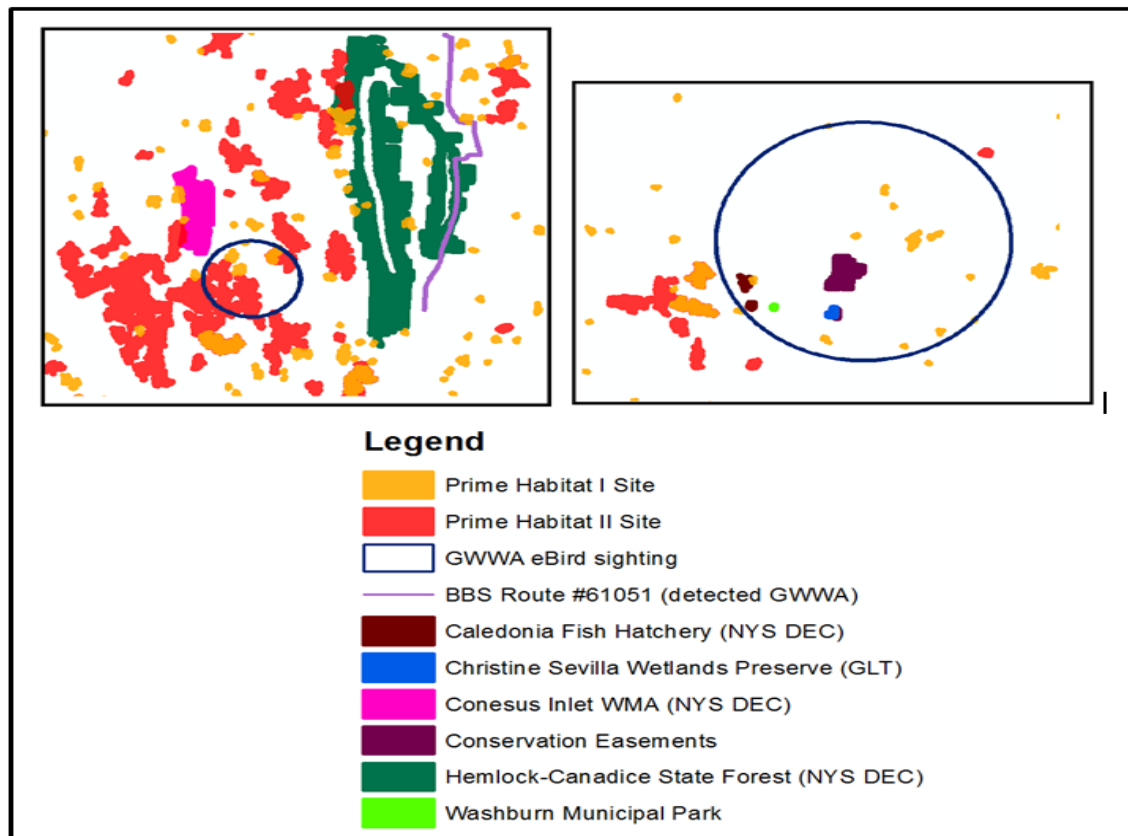 Legend
Prime Habitat I Site
Prime Habitat II Site
GWWA eBird sighting
BBS Route #61051 (detected GWWA)
Caledonia Fish Hatchery (NYS DEC)
Christine Sevilla Wetlands Preserve (GLT)
Conesus Inlet WMA (NYS DEC)
Conservation Easements
Hemlock-Canadice State Forest (NYS DEC)
Washburn Municipal Park